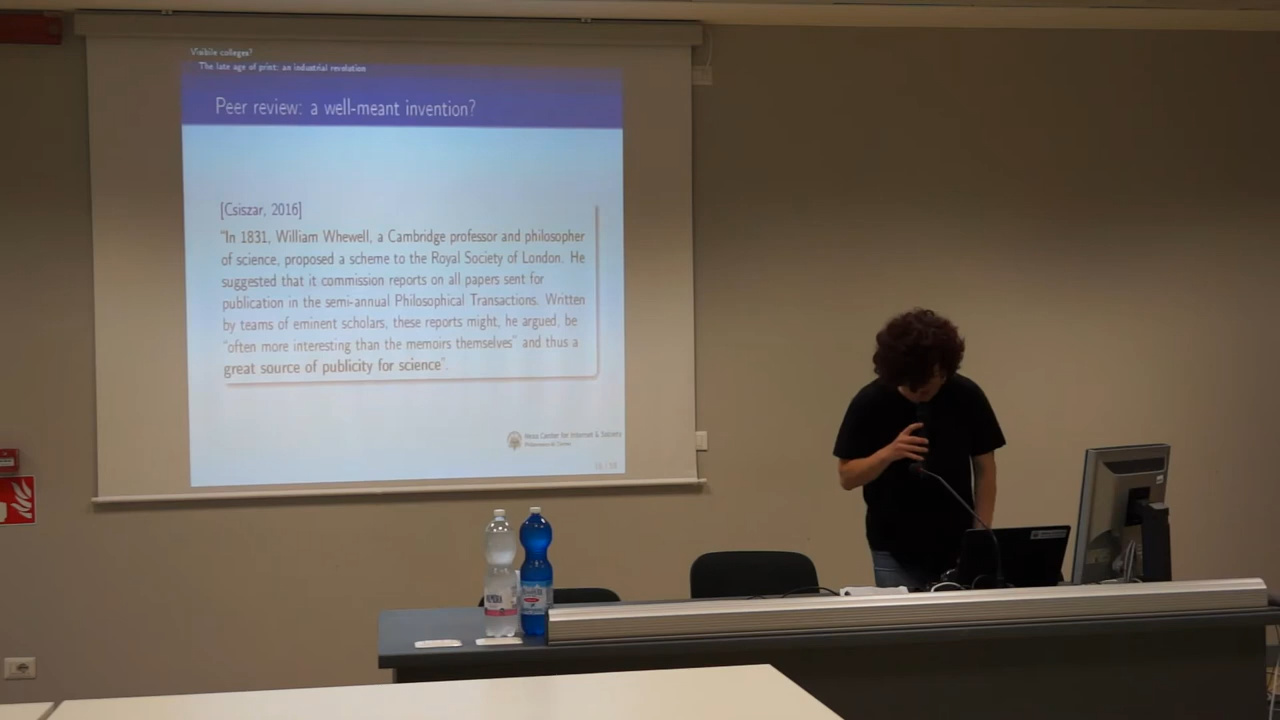 Visibile colleges?
The late age of print: an industrial revolution
Peer review: a well-meant invention?
[Csiszar, 2016]
"In 1831, William Whewell, a Cambridge professor and philosopher
of science, proposed a scheme to the Royal Society of London. He
suggested that it commission reports on all papers sent for
publication in the semi-annual Philosophical Transactions. Written
by teams of eminent scholars, these reports might, he argued, be
"often more interesting than the memoirs themselves" and thus a
great source of publicity for science".
Nexa Center for Internet & Society
Politecnico di Torino